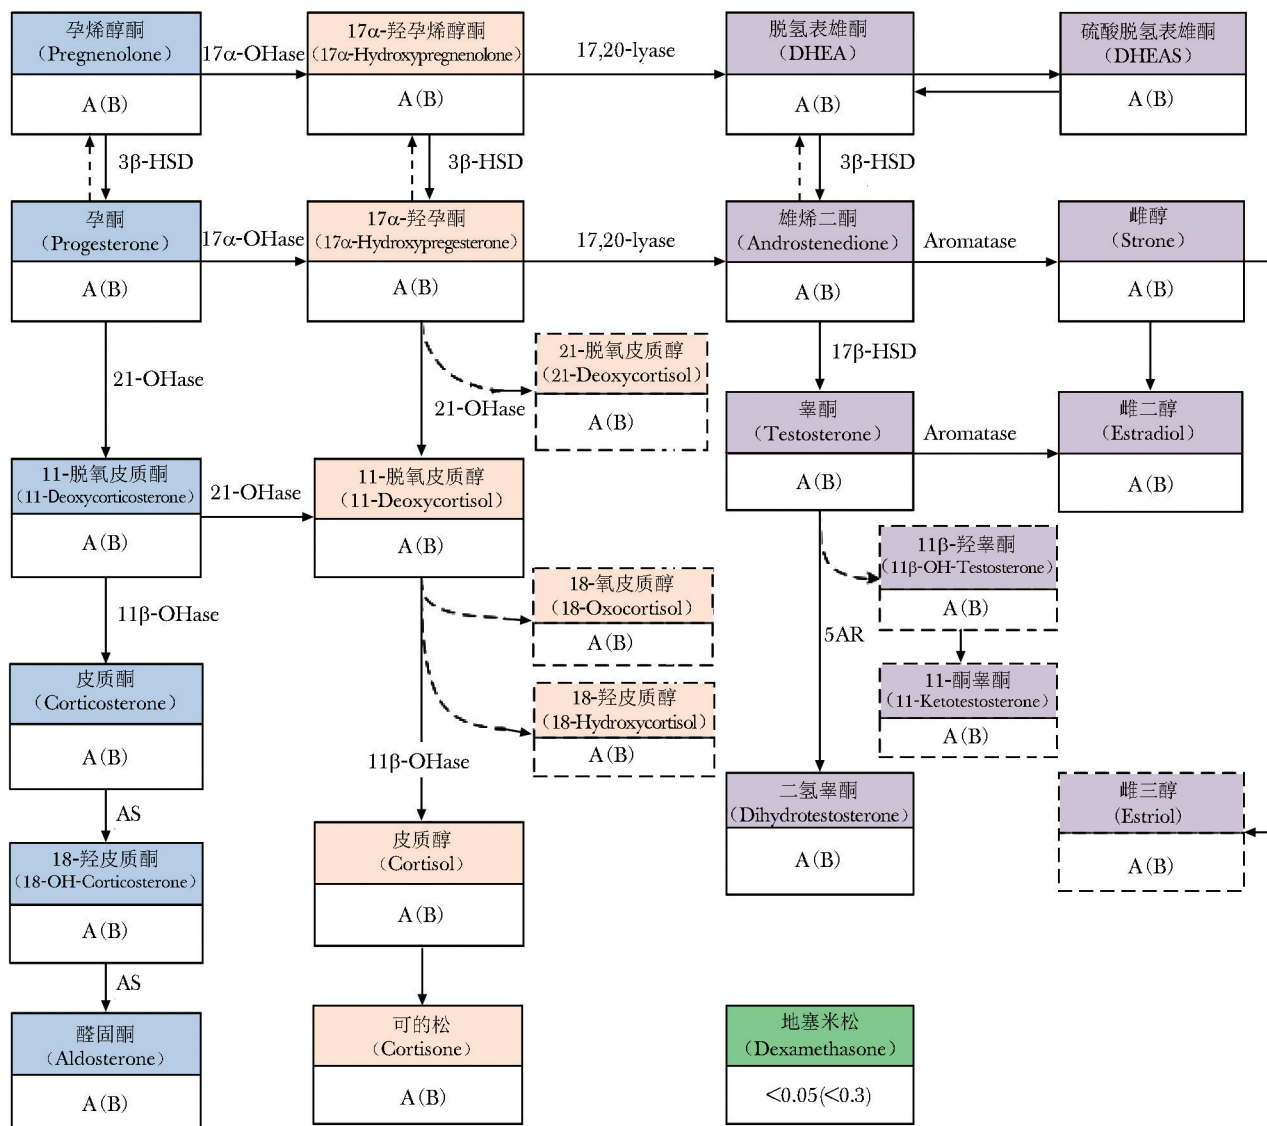 孕烯醇酮
(Pregnenolone)
A(B)
17α-OHase
17α-羟孕烯醇酮
(17α-Hydroxypregnenolone)
A(B)
17,20-lyase
脱氢表雄酮
(DHEA)
A(B)
硫酸脱氢表雄酮
(DHEAS)
A(B)
3β-HSD
3β-HSD
3β-HSD
孕酮
(Progesterone)
A(B)
17α-OHase
17α-羟孕酮
(17α-Hydroxypregesterone)
A(B)
17,20-lyase
雄烯二酮
(Androstenedione)
A(B)
Aromatase
雌醇
(Strone)
A(B)
21-OHase
21-OHase
21-脱氧皮质醇
(21-Deoxycortisol)
A(B)
17β-HSD
睾酮
(Testosterone)
A(B)
Aromatase
雌二醇
(Estradiol)
A(B)
11-脱氧皮质酮
(11-Deoxycorticosterone)
A(B)
21-OHase
11-脱氧皮质醇
(11-Deoxycortisol)
A(B)
11β-OHase
18-氧皮质醇
(18-Oxocortisol)
A(B)
18-羟皮质醇
(18-Hydroxycortisol)
A(B)
11β-OHase
5AR
11β-羟睾酮
(11β-OH-Testosterone)
A(B)
11-酮睾酮
(11-Ketotestosterone)
A(B)
皮质酮
(Corticosterone)
A(B)
AS
18-羟皮质酮
(18-OH-Corticosterone)
A(B)
AS
醛固酮
(Aldosterone)
A(B)
皮质醇
(Cortisol)
A(B)
可的松
(Cortisone)
A(B)
二氢睾酮
(Dihydrotestosterone)
A(B)
雌三醇
(Estriol)
A(B)
地塞米松
(Dexamethasone)
<0.05(<0.3)